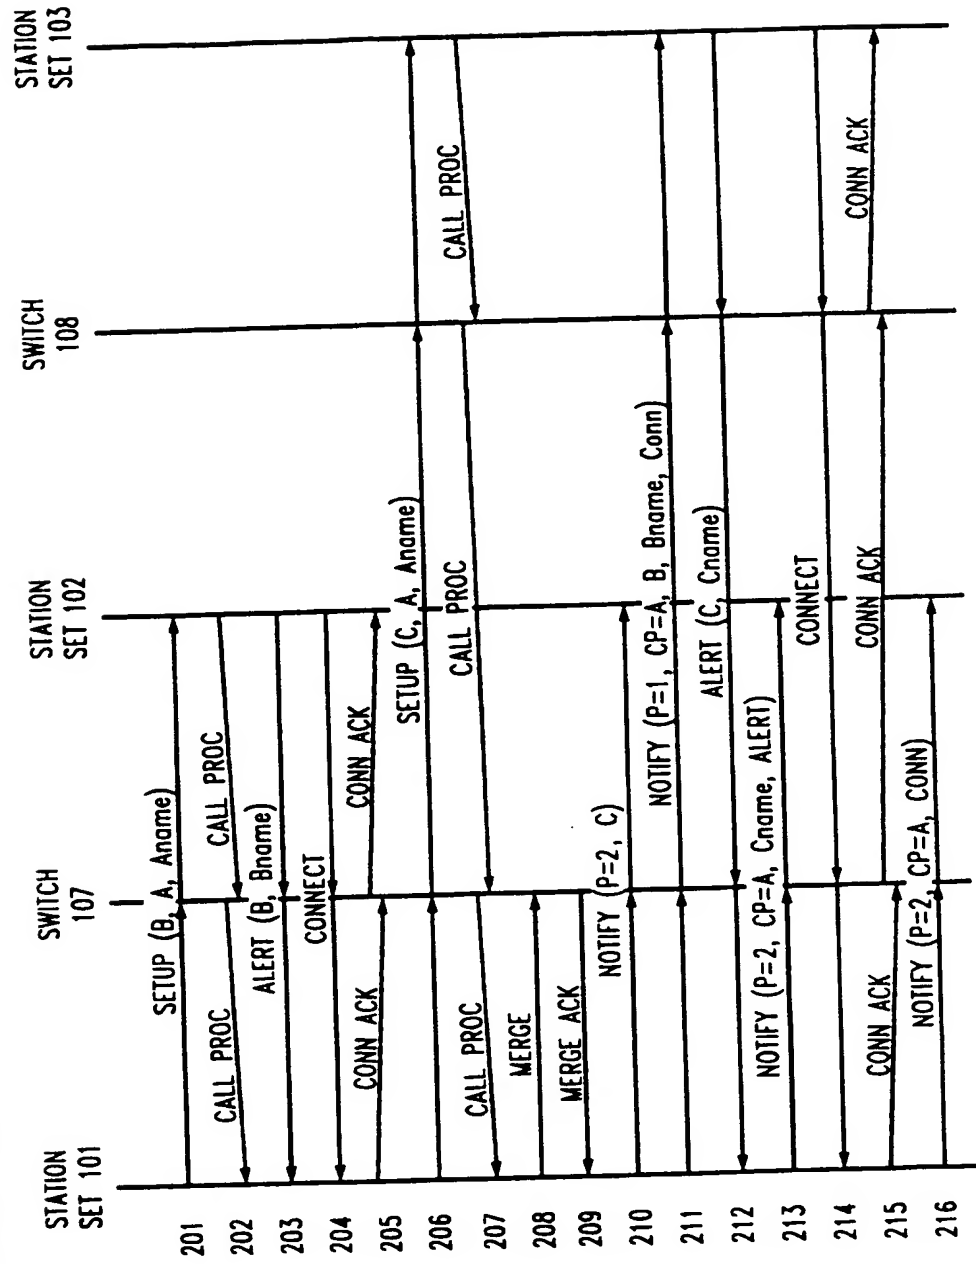 STATION
SET 101
SWITCH
107
STATION
SET 102
SWITCH
108
STATION
SET 103
201
SETUP (B, A, Aname)
202
CALL PROC
CALL PROC
203
ALERT (B, Bname)
204
CONNECT
205
CONN ACK
CONN ACK
206
SETUP (C, A, Aname)
207
CALL PROC
CALL PROC
CALL PROC
208
MERGE
209
MERGE ACK
210
NOTIFY (P=2, C)
211
NOTIFY (P=1, CP=A, B, Bname, Conn)
212
ALERT (C, Cname)
213
NOTIFY (P=2, CP=A, Cname, ALERT)
214
CONNECT
215
CONN ACK
CONN ACK
CONN ACK
216
NOTIFY (P=2, CP=A, CONN)